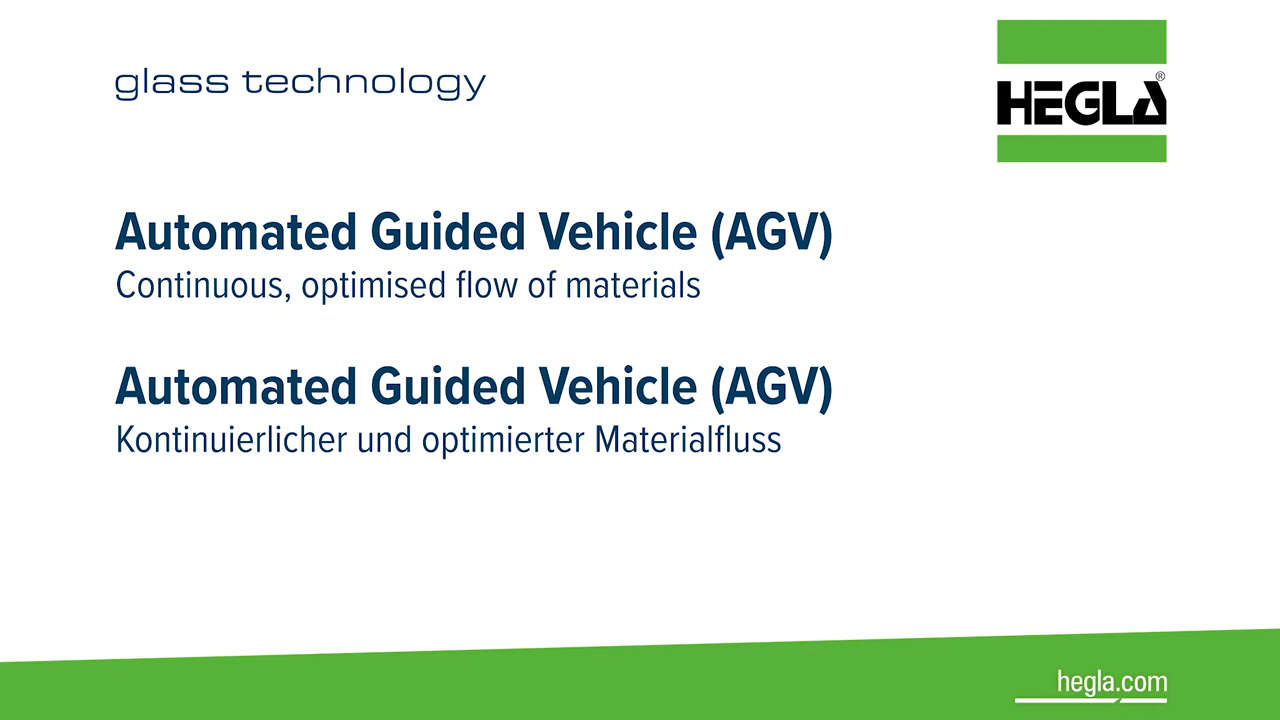 glass technology
HEGLA®
Automated Guided Vehicle (AGV)
Continuous, optimised flow of materials
Automated Guided Vehicle (AGV)
Kontinuierlicher und optimierter Materialfluss
hegla.com